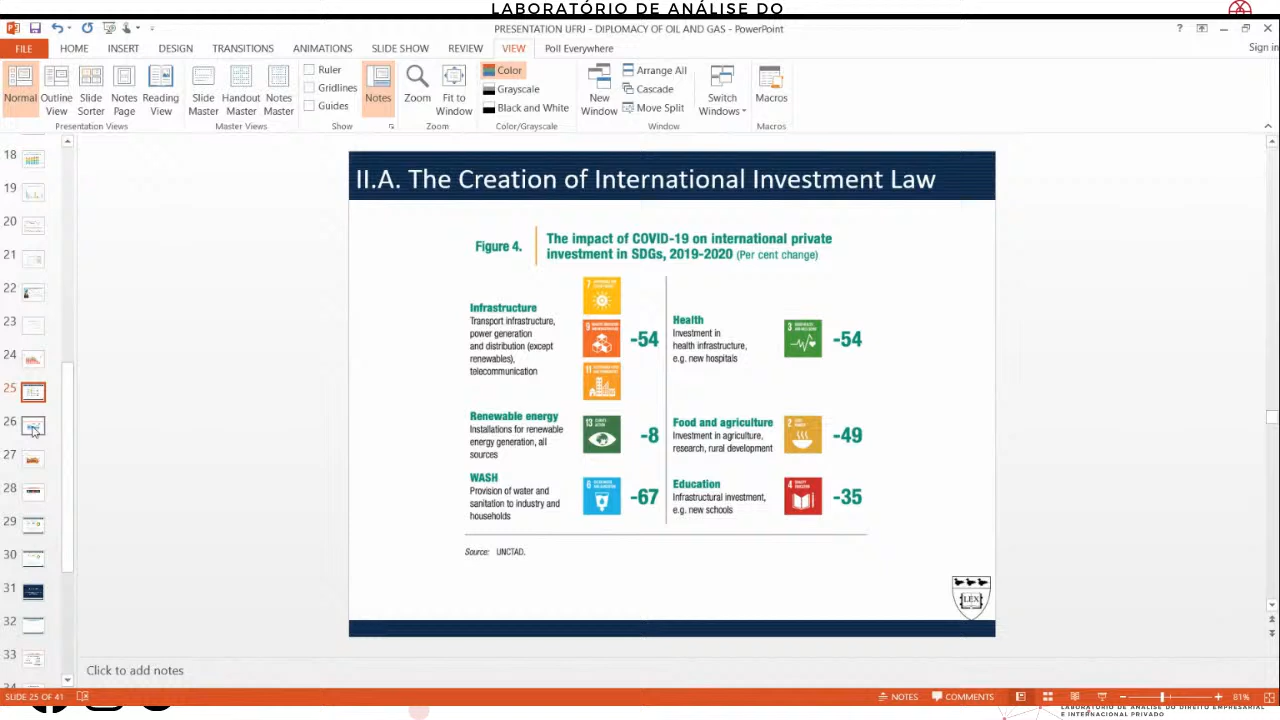 LABORATÓRIO DE ANÁLISE DO
PRESENTATION UFRJ - DIPLOMACY OF OIL AND GAS - PowerPoint
?
FILE HOME INSERT DESIGN TRANSITIONS ANIMATIONS SLIDE SHOW REVIEW VIEW Poll Everywhere Sign in
Normal Outline View Slide Sorter Notes Page Reading View
Presentation Views
Slide Master Handout Master Notes Master
Master Views
Ruler
Gridlines
Guides
Show
Notes
Zoom Fit to Window
Zoom
Color
Grayscale
Black and White
Color/Grayscale
New Window
Arrange All
Cascade
Move Split
Switch Windows
Window
Macros
Macros
18
19
20
21
22
23
24
25
26
27
28
29
30
31
32
33
II.A. The Creation of International Investment Law
Figure 4.
The impact of COVID-19 on international private
investment in SDGs, 2019-2020 (Per cent change)
Infrastructure
Transport infrastructure,
power generation
and distribution (except
renewables),
telecommunication
7
9
11
-54
Health
Investment in
health infrastructure,
e.g. new hospitals
3
-54
Renewable energy
Installations for renewable
energy generation, all
sources
13
-8
Food and agriculture
Investment in agriculture,
research, rural development
2
-49
WASH
Provision of water and
sanitation to industry and
households
6
-67
Education
Infrastructural investment,
e.g. new schools
4
-35
Source: UNCTAD.
LEX
Click to add notes
SLIDE 25 OF 41 NOTES COMMENTS 81%
LABORATÓRIO DE ANÁLISE DO DIREITO EMPRESARIAL
E INTERNACIONAL PRIVADO